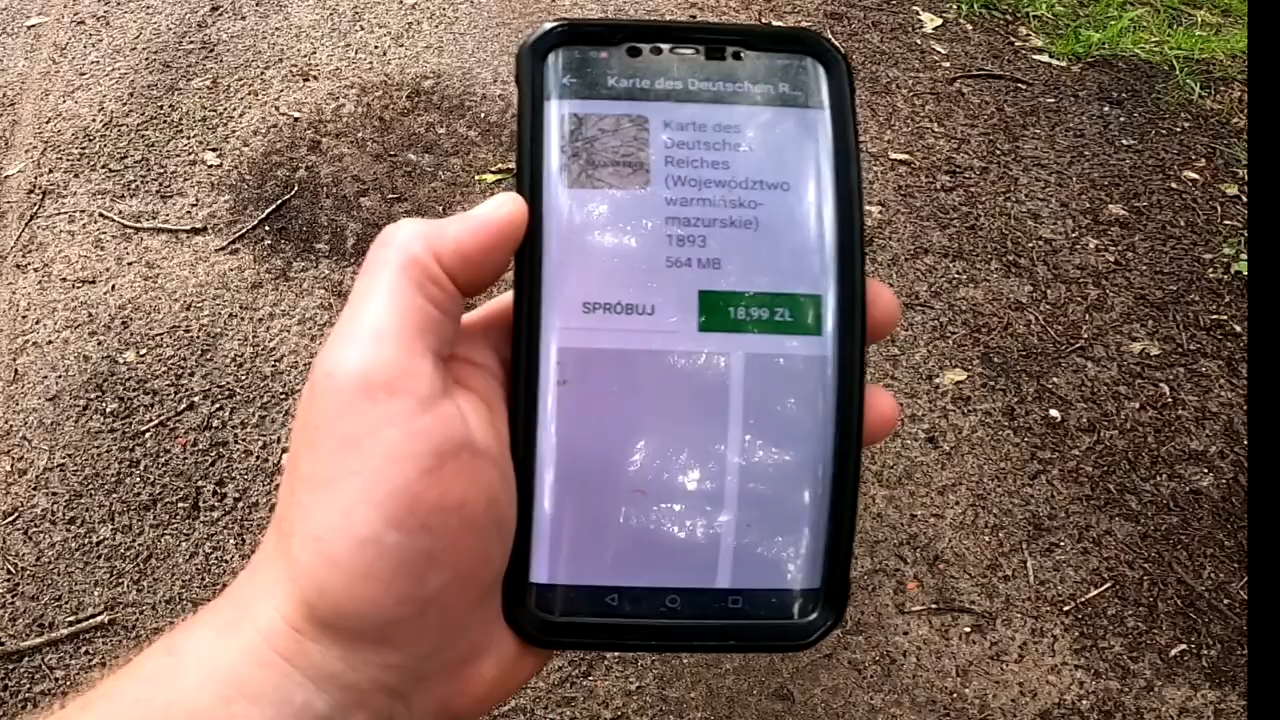 Karte des Deutschen R...
Karte des
Deutschen
Reiches
(Województwo
warmińsko-
mazurskie)
1893
564 MB
SPRÓBUJ
18,99 ZŁ